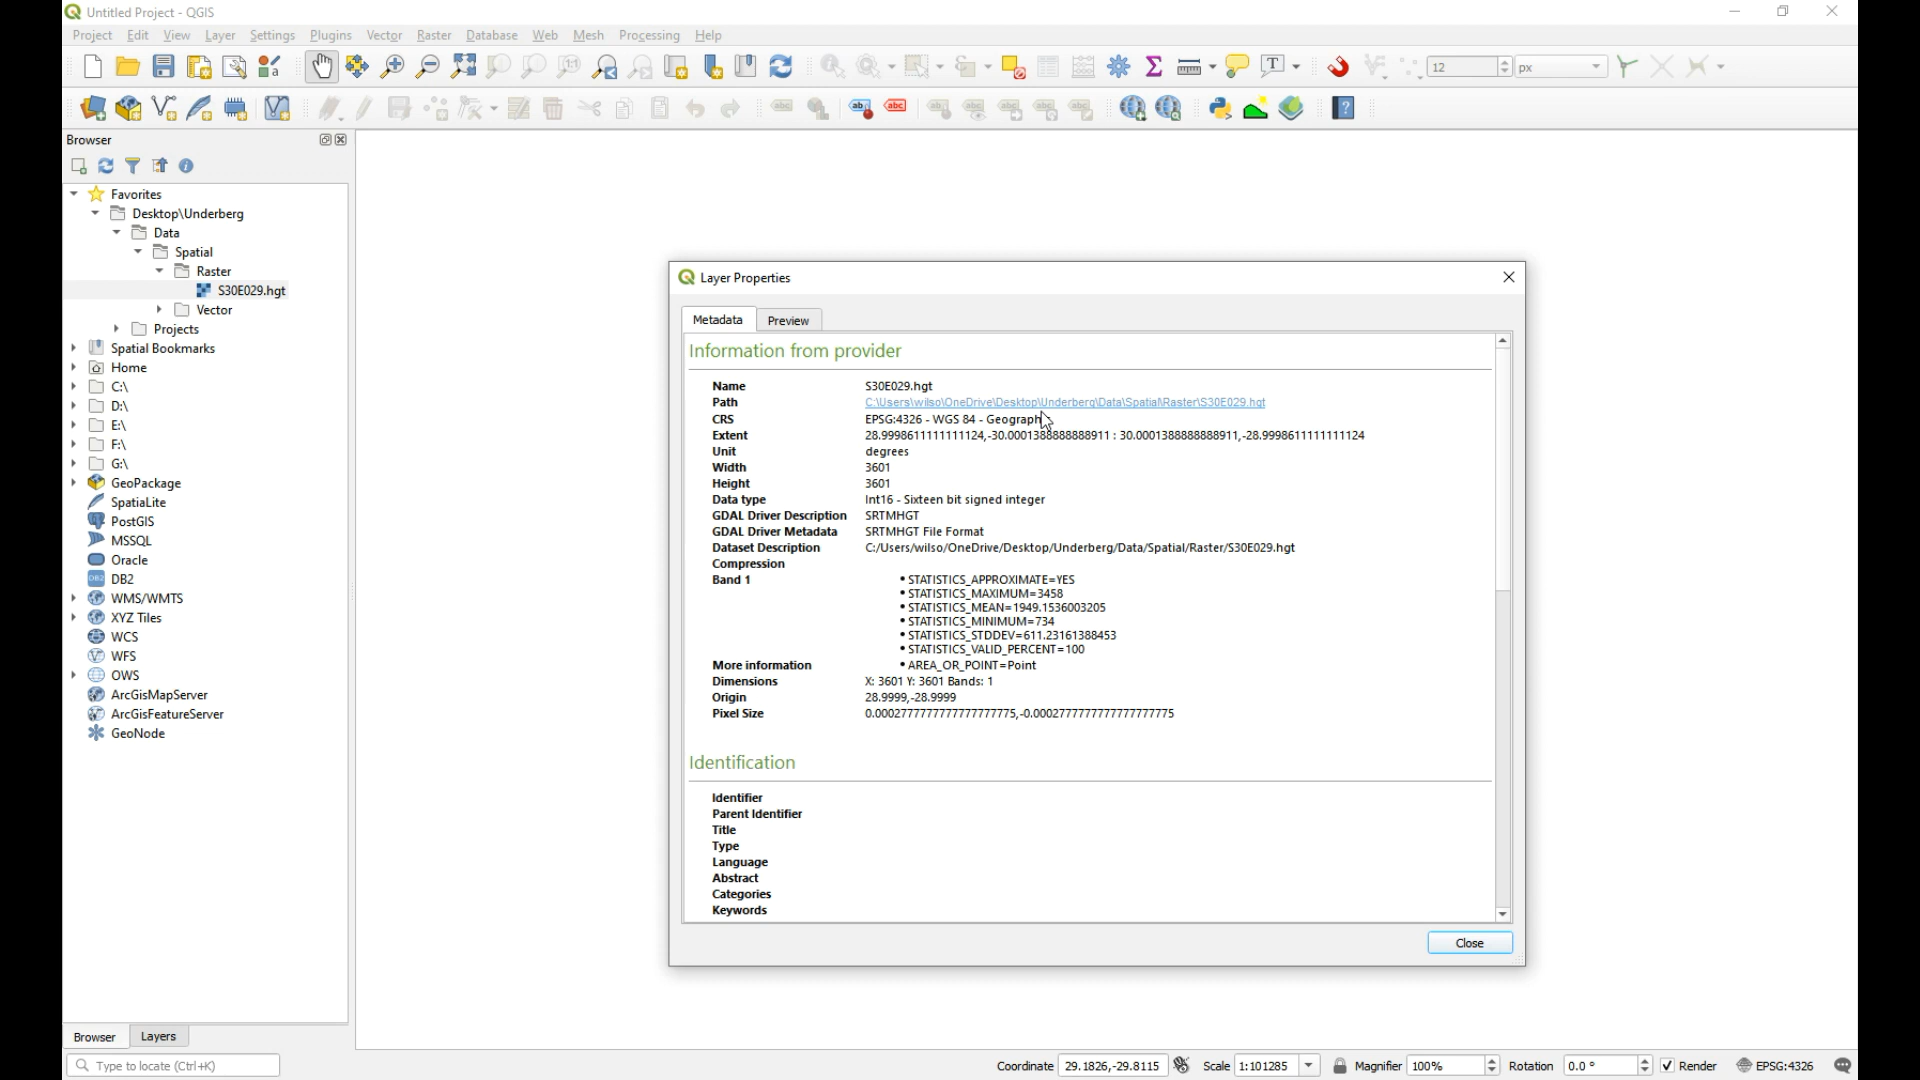 Untitled Project - QGIS
Project Edit View Layer Settings Plugins Vector Raster Database Web Mesh Processing Help
12 px
Browser
Favorites
Desktop\Underberg
Data
Spatial
Raster
S30E029.hgt
Vector
Projects
Spatial Bookmarks
Home
C:\
D:\
E:\
F:\
G:\
GeoPackage
SpatiaLite
PostGIS
MSSQL
Oracle
DB2
WMS/WMTS
XYZ Tiles
WCS
WFS
OWS
ArcGisMapServer
ArcGisFeatureServer
GeoNode
Browser Layers
Type to locate (Ctrl+K)
Layer Properties
Metadata Preview
Information from provider
Name S30E029.hgt
Path C:\Users\wilso\OneDrive\Desktop\Underberg\Data\Spatial\Raster\S30E029.hgt
CRS EPSG:4326 - WGS 84 -
Extent 28.9998611111111124,-30.0001388888888911 : 30.0001388888888911,-28.9998611111111124
Unit degrees
Width 3601
Height 3601
Data type Int16 - Sixteen bit signed integer
GDAL Driver Description SRTMHGT
GDAL Driver Metadata SRTMHGT File Format
Dataset Description C:/Users/wilso/OneDrive/Desktop/Underberg/Data/Spatial/Raster/S30E029.hgt
Compression
Band 1 • STATISTICS_APPROXIMATE=YES
• STATISTICS_MAXIMUM=3458
• STATISTICS_MEAN=1949.1536003205
• STATISTICS_MINIMUM=734
• STATISTICS_STDDEV=611.23161388453
• STATISTICS_VALID_PERCENT=100
More information • AREA_OR_POINT=Point
Dimensions X: 3601 Y: 3601 Bands: 1
Origin 28.9999,-28.9999
Pixel Size 0.0002777777777777775,-0.0002777777777777775
Identification
Identifier
Parent Identifier
Title
Type
Language
Abstract
Categories
Keywords
Close
Coordinate 29.1826,-29.8115 Scale 1:101285 Magnifier 100% Rotation 0.0 ° Render EPSG:4326